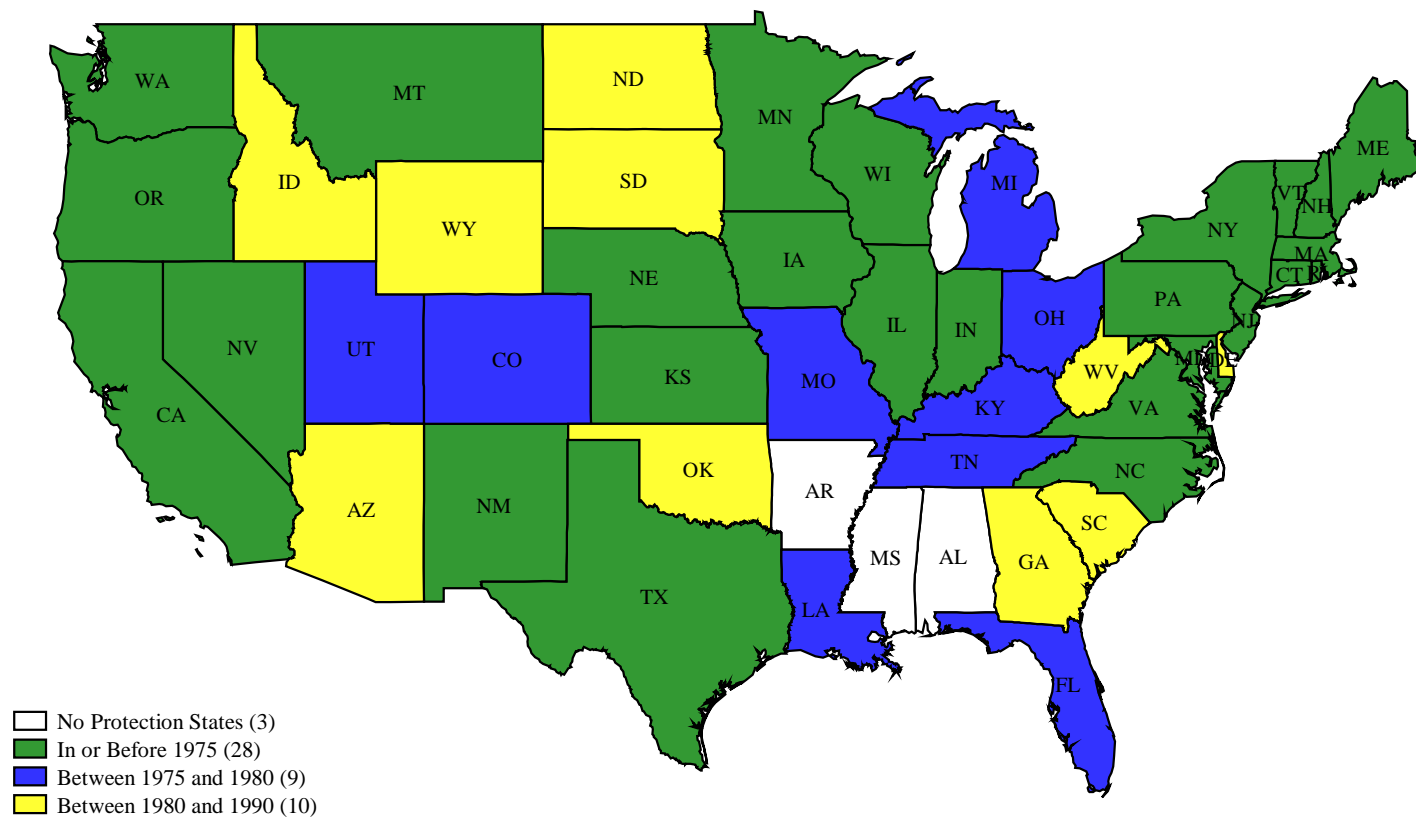 WA
MT
ND
MN
ME
OR
ID
SD
WI
MI
VT
NH
WY
NY
MA
IA
NE
CT
RI
PA
NV
UT
CO
IL
IN
OH
NJ
KS
MO
WV
MD
DE
CA
KY
VA
TN
NC
OK
AR
AZ
NM
SC
MS
AL
GA
TX
LA
FL
No Protection States (3)
In or Before 1975 (28)
Between 1975 and 1980 (9)
Between 1980 and 1990 (10)